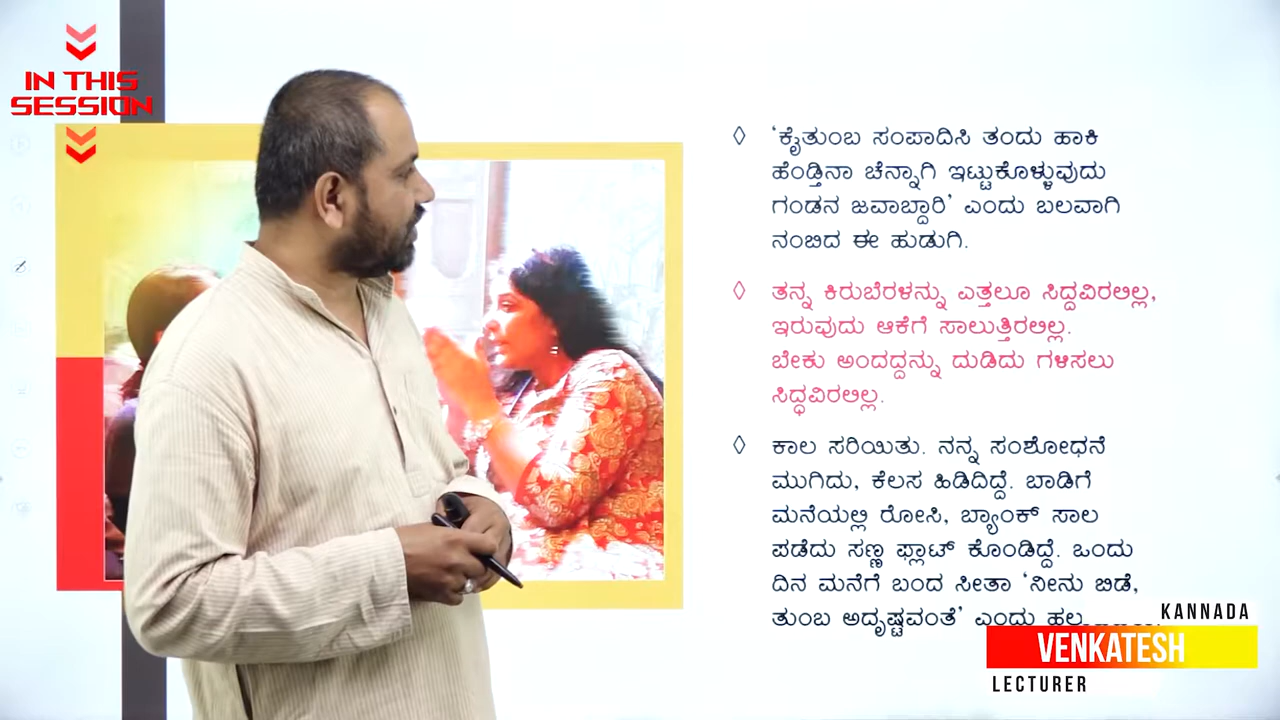 IN THIS
SESSION
◊ ‘ಕೈತುಂಬ ಸಂಪಾದಿಸಿ ತಂದು ಹಾಕಿ
ಹೆಂಡ್ತಿನಾ ಚೆನ್ನಾಗಿ ಇಟ್ಟುಕೊಳ್ಳುವುದು
ಗಂಡನ ಜವಾಬ್ದಾರಿ’ ಎಂದು ಬಲವಾಗಿ
ನಂಬಿದ ಈ ಹುಡುಗಿ.
◊ ತನ್ನ ಕಿರುಬೆರಳನ್ನು ಎತ್ತಲೂ ಸಿದ್ದವಿರಲಿಲ್ಲ,
ಇರುವುದು ಆಕೆಗೆ ಸಾಲುತ್ತಿರಲಿಲ್ಲ.
ಬೇಕು ಅಂದದ್ದನ್ನು ದುಡಿದು ಗಳಿಸಲು
ಸಿದ್ಧವಿರಲಿಲ್ಲ.
◊ ಕಾಲ ಸರಿಯಿತು. ನನ್ನ ಸಂಶೋಧನೆ
ಮುಗಿದು, ಕೆಲಸ ಹಿಡಿದಿದ್ದೆ. ಬಾಡಿಗೆ
ಮನೆಯಲ್ಲಿ ರೋಸಿ, ಬ್ಯಾಂಕ್ ಸಾಲ
ಪಡೆದು ಸಣ್ಣ ಫ್ಲಾಟ್ ಕೊಂಡಿದ್ದೆ. ಒಂದು
ದಿನ ಮನೆಗೆ ಬಂದ ಸೀತಾ ‘ನೀನು ಬಿಡೆ,
ತುಂಬ ಅದೃಷ್ಟವಂತೆ’ ಎಂದು
KANNADA
VENKATESH
LECTURER